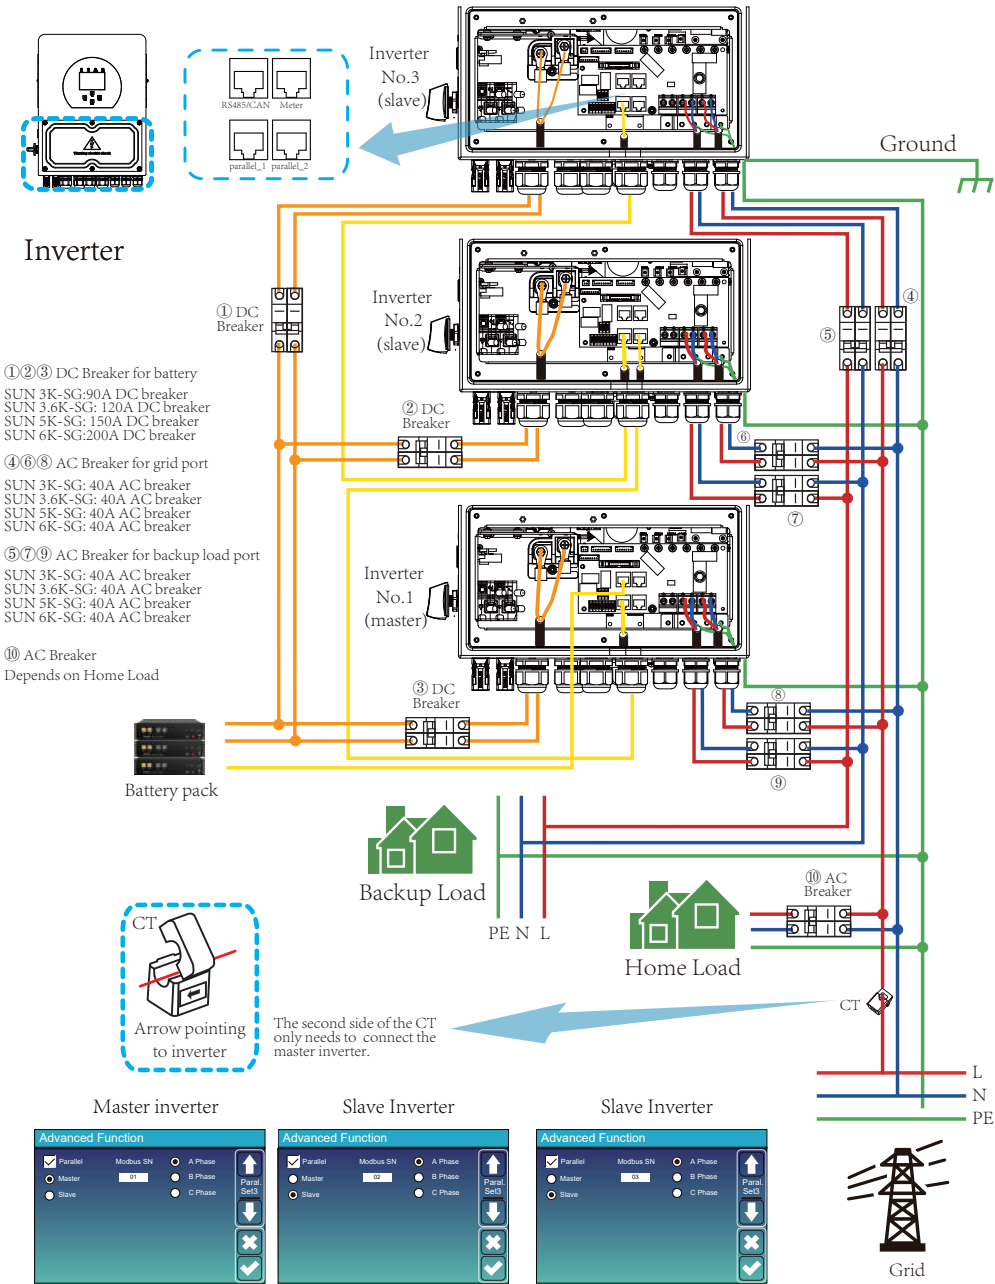 Inverter
No.3
(slave)
RS485/CAN Meter
parallel_1 parallel_2
Ground
Inverter
① DC
Breaker
Inverter
No.2
(slave)
④
⑤
①②③ DC Breaker for battery
SUN 3K-SG:90A DC breaker
SUN 3.6K-SG: 120A DC breaker
SUN 5K-SG: 150A DC breaker
SUN 6K-SG:200A DC breaker
② DC
Breaker
⑥
④⑥⑧ AC Breaker for grid port
SUN 3K-SG: 40A AC breaker
SUN 3.6K-SG: 40A AC breaker
SUN 5K-SG: 40A AC breaker
SUN 6K-SG: 40A AC breaker
⑦
⑤⑦⑨ AC Breaker for backup load port
SUN 3K-SG: 40A AC breaker
SUN 3.6K-SG: 40A AC breaker
SUN 5K-SG: 40A AC breaker
SUN 6K-SG: 40A AC breaker
Inverter
No.1
(master)
⑩ AC Breaker
Depends on Home Load
③ DC
Breaker
⑧
⑨
Battery pack
Backup Load
PE N L
⑩ AC
Breaker
Home Load
CT
Arrow pointing
to inverter
The second side of the CT
only needs to connect the
master inverter.
CT
L
N
PE
Master inverter
Slave Inverter
Slave Inverter
Advanced Function
Parallel Modbus SN A Phase
Master 01 B Phase
Slave C Phase
Paral.
Set3
Advanced Function
Parallel Modbus SN A Phase
Master 02 B Phase
Slave C Phase
Paral.
Set3
Advanced Function
Parallel Modbus SN A Phase
Master 03 B Phase
Slave C Phase
Paral.
Set3
Grid